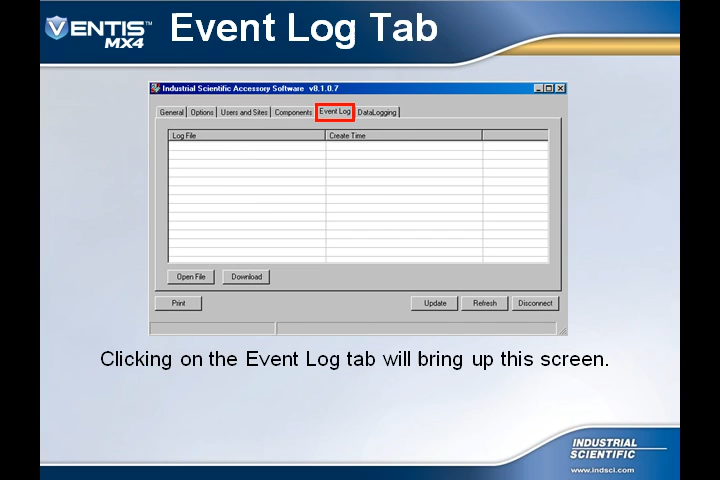 VENTIS™
MX4
Event Log Tab
Industrial Scientific Accessory Software v8.1.0.7
General Options Users and Sites Components Event Log DataLogging
Log File Create Time
Open File Download
Print Update Refresh Disconnect
Clicking on the Event Log tab will bring up this screen.
INDUSTRIAL
SCIENTIFIC
www.indsci.com